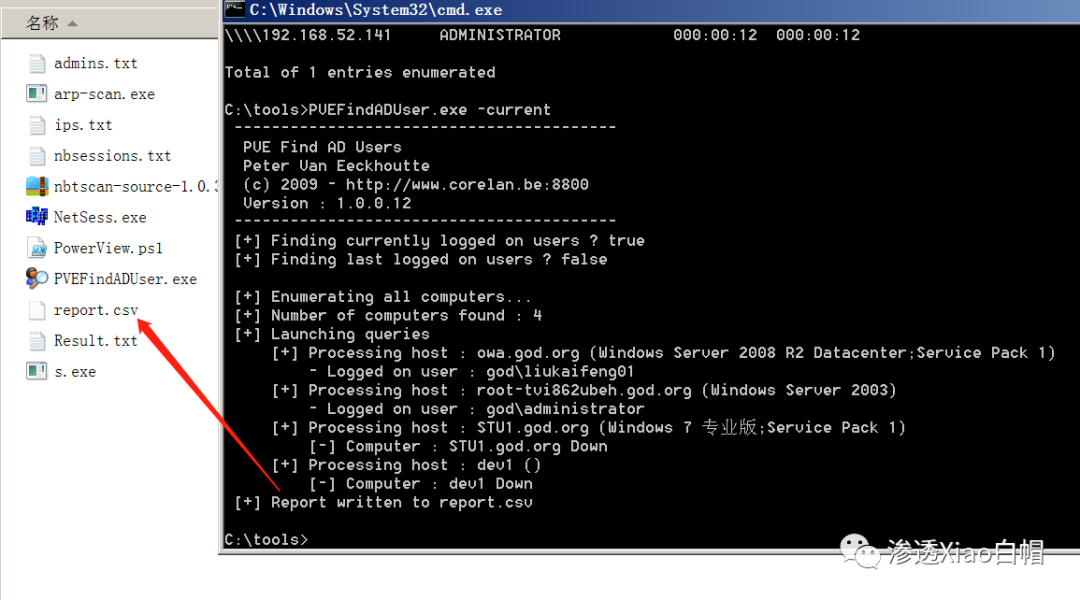 名称
admins.txt
arp-scan.exe
ips.txt
nbsessions.txt
nbtscan-source-1.0.3
NetSess.exe
PowerView.ps1
PVEFindADUser.exe
report.csv
Result.txt
s.exe
C:\Windows\System32\cmd.exe
\\\\192.168.52.141 ADMINISTRATOR 000:00:12 000:00:12
Total of 1 entries enumerated
C:\tools>PVEFindADUser.exe -current
-----------------------------------------
PVE Find AD Users
Peter Van Eeckhoutte
(c) 2009 - http://www.corelan.be:8800
Version : 1.0.0.12
-----------------------------------------
[+] Finding currently logged on users ? true
[+] Finding last logged on users ? false
[+] Enumerating all computers...
[+] Number of computers found : 4
[+] Launching queries
[+] Processing host : owa.god.org (Windows Server 2008 R2 Datacenter;Service Pack 1)
- Logged on user : god\liukaifeng01
[+] Processing host : root-tvi862ubeh.god.org (Windows Server 2003)
- Logged on user : god\administrator
[+] Processing host : STU1.god.org (Windows 7 专业版;Service Pack 1)
[-] Computer : STU1.god.org Down
[+] Processing host : dev1 ()
[-] Computer : dev1 Down
[+] Report written to report.csv
C:\tools>
渗透Xiao白帽